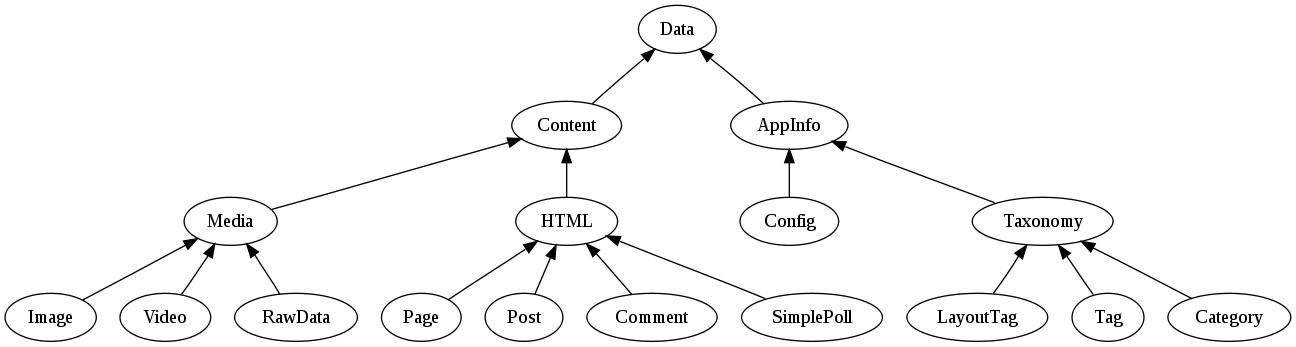 Data
Content
AppInfo
Media
HTML
Config
Taxonomy
Image
Video
RawData
Page
Post
Comment
SimplePoll
LayoutTag
Tag
Category